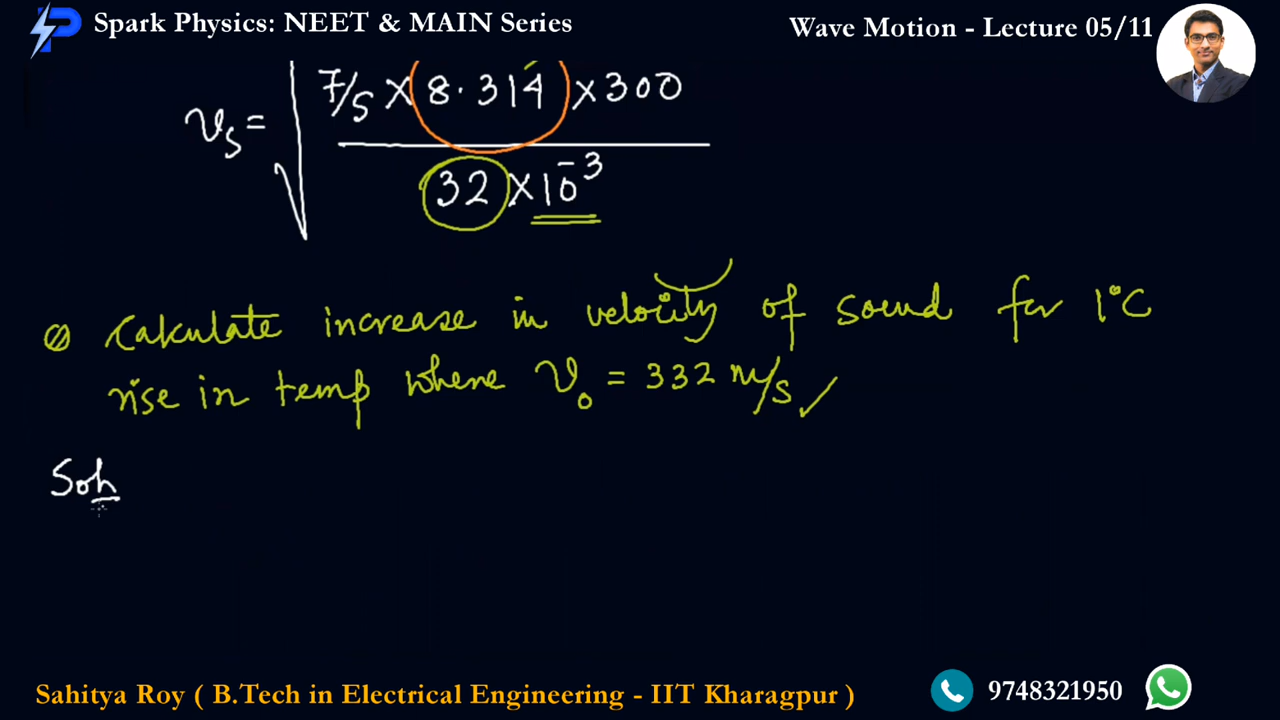 Spark Physics: NEET & MAIN Series
Wave Motion - Lecture 05/11
7/5 × 8.314 × 300
v_s =
32 × 10^-3
Calculate increase in velocity of sound for 1°C
rise in temp where v_0 = 332 m/s ✓
Soln
Sahitya Roy ( B.Tech in Electrical Engineering - IIT Kharagpur )
9748321950